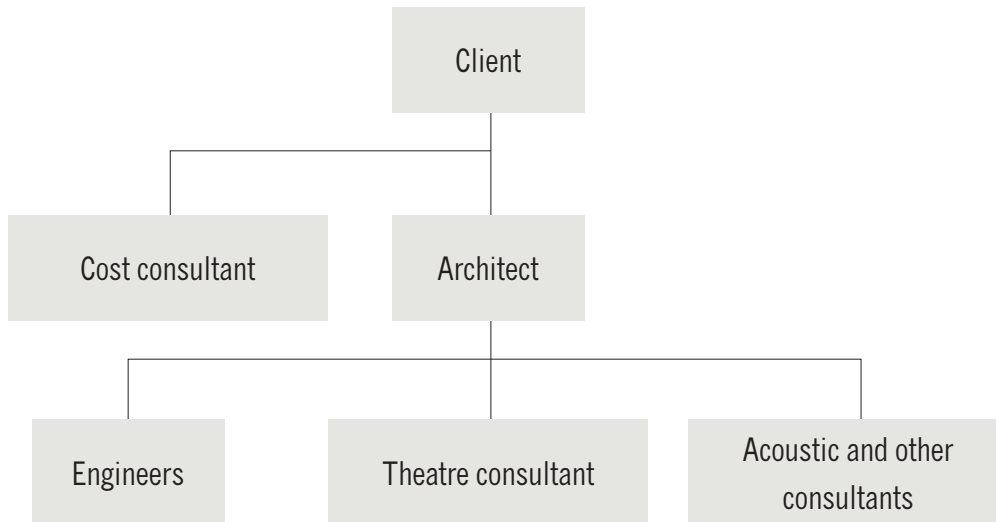 Client
Cost consultant
Architect
Engineers
Theatre consultant
Acoustic and other
consultants